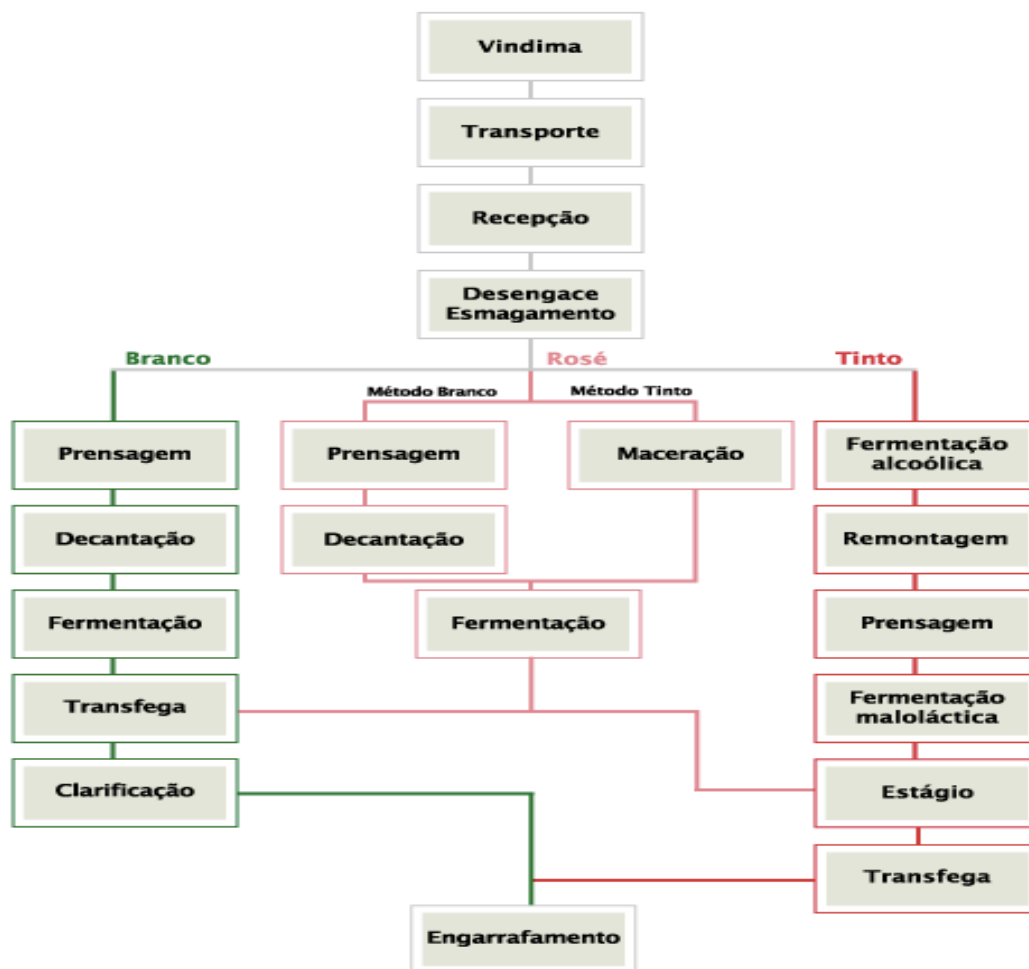 Vindima
Transporte
Recepção
Desengace
Esmagamento
Branco
Rosé
Tinto
Método Branco
Método Tinto
Prensagem
Prensagem
Maceração
Fermentação
alcoólica
Decantação
Decantação
Remontagem
Fermentação
Fermentação
Prensagem
Transfega
Fermentação
maloláctica
Clarificação
Estágio
Transfega
Engarrafamento